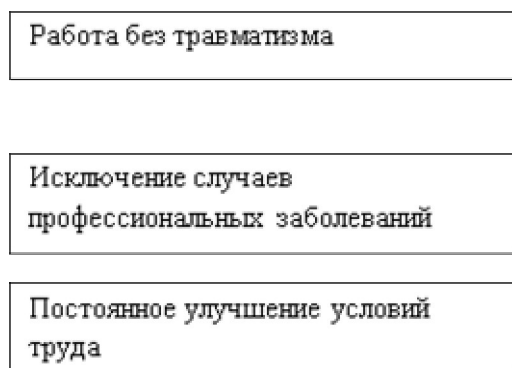 Работа без травматизма
Исключение случаев
профессиональных заболеваний
Постоянное улучшение условий
труда